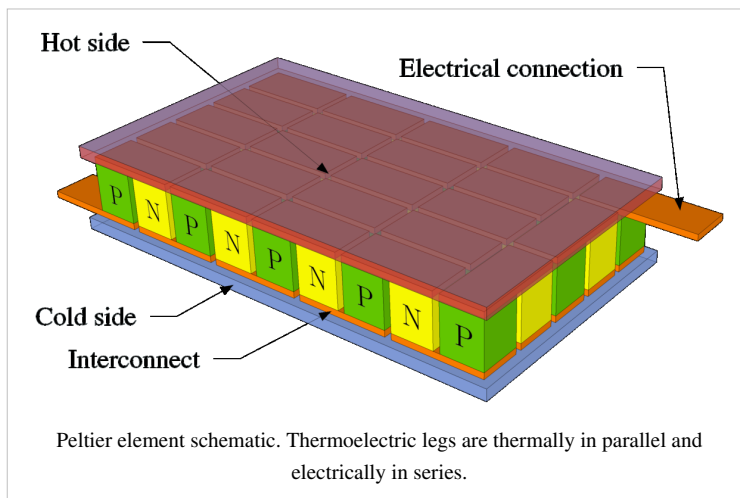 Hot side
Electrical connection
P N P N P N P N P
Cold side
Interconnect
Peltier element schematic. Thermoelectric legs are thermally in parallel and
electrically in series.